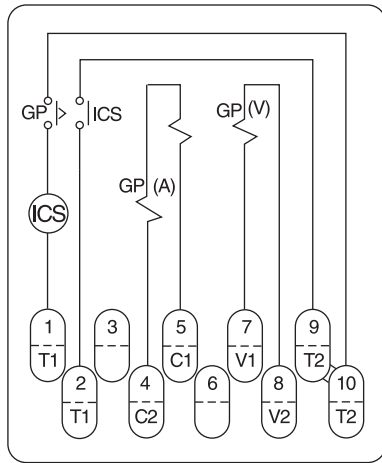 GP ICS GP (V)
GP (A)
ICS
1 3 5 7 9
T1 C1 V1 T2
2 4 6 8 10
T1 C2 V2 T2